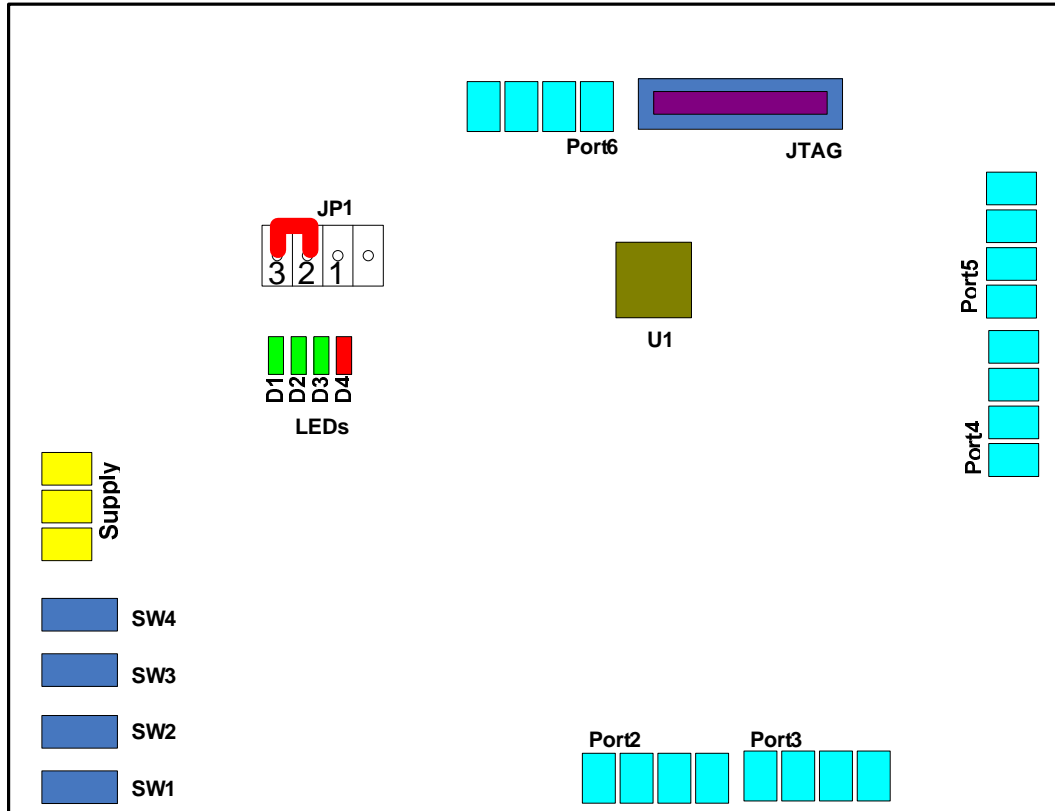 Port6
JTAG
JP1
3 2 1
Port5
U1
D1
D2
D3
D4
LEDs
Port4
Supply
SW4
SW3
SW2
Port2
Port3
SW1